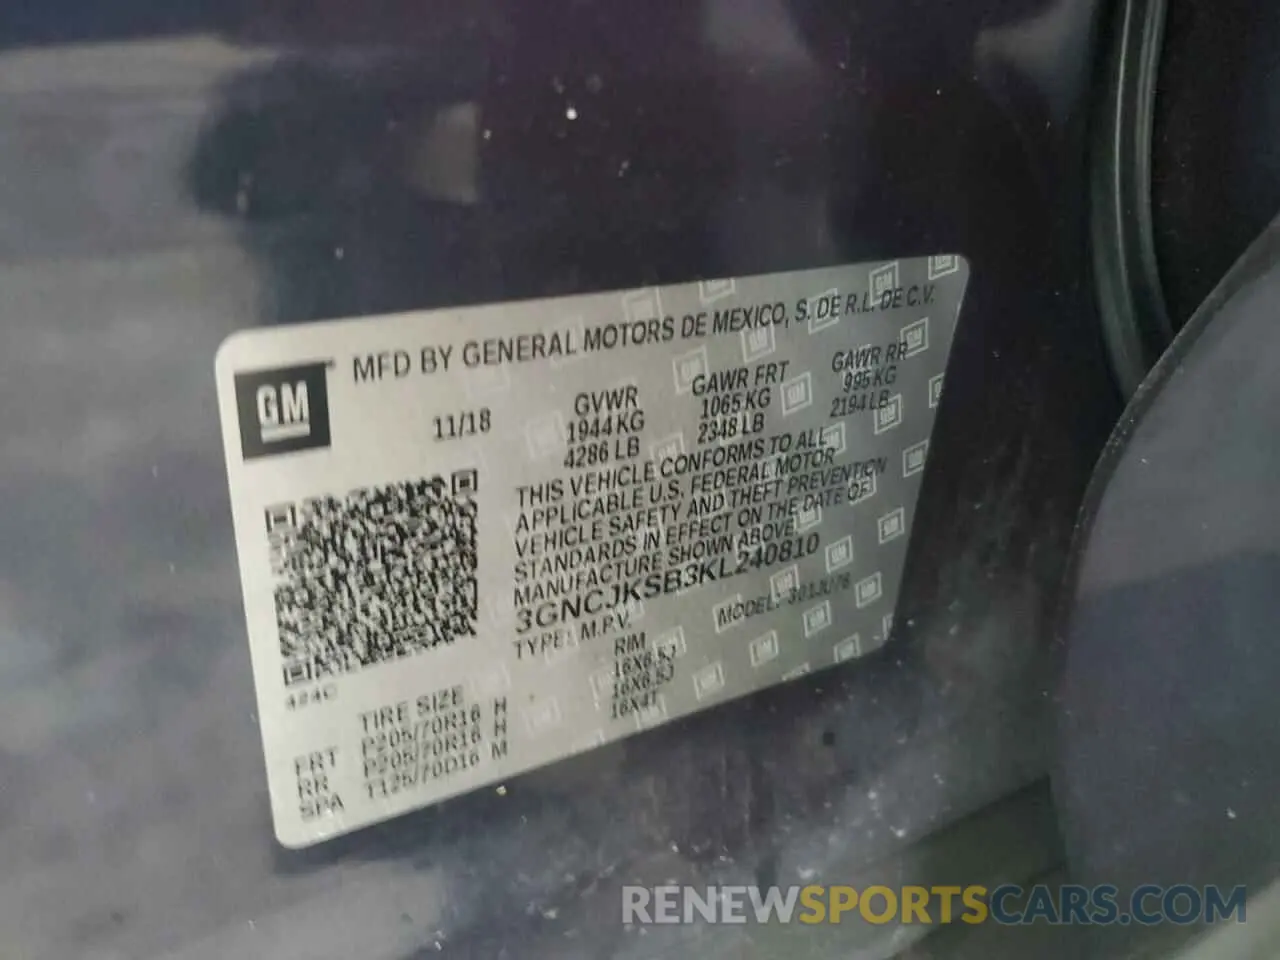 MFD BY GENERAL MOTORS DE MEXICO, S. DE R.L. DE C.V.
GM
11/18
GVWR
1944 KG
4286 LB
GAWR FRT
1065 KG
2348 LB
GAWR RR
995 KG
2194 LB
THIS VEHICLE CONFORMS TO ALL
APPLICABLE U.S. FEDERAL MOTOR
VEHICLE SAFETY AND THEFT PREVENTION
STANDARDS IN EFFECT ON THE DATE OF
MANUFACTURE SHOWN ABOVE.
3GNCJKSB3KL240810
TYPE: M.P.V.
MODEL: 301JU76
424C
TIRE SIZE RIM
FRT P205/70R16 H 16X6.5J
RR P205/70R16 H 16X6.5J
SPA T125/70D16 M 16X4T
RENEWSPORTSCARS.COM